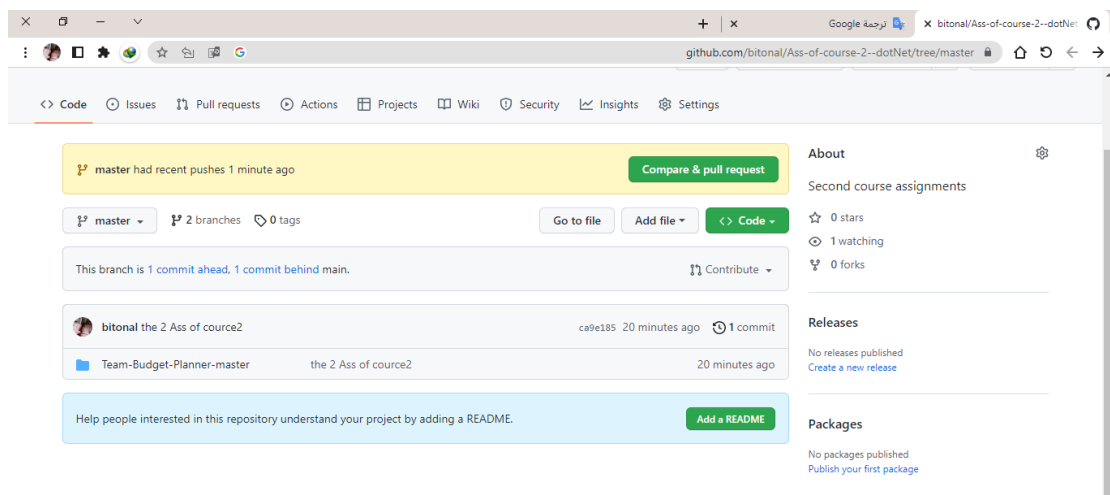 ترجمة Google
bitonal/Ass-of-course-2--dotNet
github.com/bitonal/Ass-of-course-2--dotNet/tree/master
Code
Issues
Pull requests
Actions
Projects
Wiki
Security
Insights
Settings
master had recent pushes 1 minute ago
Compare & pull request
master
2 branches
0 tags
Go to file
Add file
Code
This branch is 1 commit ahead, 1 commit behind main.
Contribute
bitonal the 2 Ass of cource2
ca9e185 20 minutes ago
1 commit
Team-Budget-Planner-master
the 2 Ass of cource2
20 minutes ago
Help people interested in this repository understand your project by adding a README.
Add a README
About
Second course assignments
0 stars
1 watching
0 forks
Releases
No releases published
Create a new release
Packages
No packages published
Publish your first package